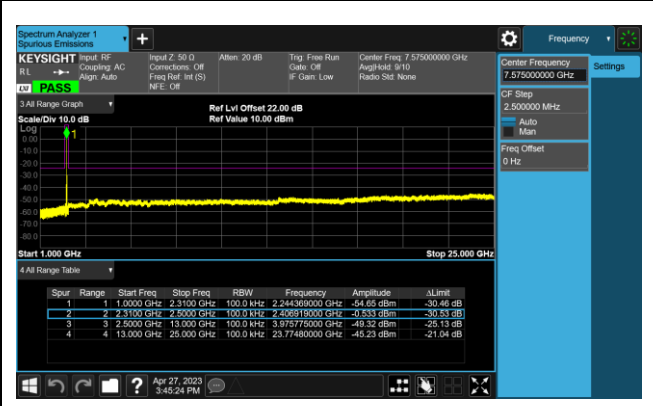 Spectrum Analyzer 1
Spurious Emissions
+
Frequency
KEYSIGHT
Input: RF
Input Z: 50 Ω
Atten: 20 dB
Trig: Free Run
Center Freq: 7.575000000 GHz
R L
Coupling: AC
Corrections: Off
Gate: Off
Avg|Hold: 9/10
Align: Auto
Freq Ref: Int (S)
IF Gain: Low
Radio Std: None
NFE: Off
LXI
PASS
Center Frequency
7.575000000 GHz
Settings
CF Step
2.500000 MHz
Auto
Man
Freq Offset
0 Hz
3 All Range Graph
Ref Lvl Offset 22.00 dB
Scale/Div 10.0 dB
Ref Value 10.00 dBm
Log
1
0.00
-10.0
-20.0
-30.0
-40.0
-50.0
-60.0
-70.0
-80.0
Start 1.000 GHz
Stop 25.000 GHz
4 All Range Table
Spur Range Start Freq Stop Freq RBW Frequency Amplitude ΔLimit
1 1 1.0000 GHz 2.3100 GHz 100.0 kHz 2.244369000 GHz -54.65 dBm -30.46 dB
2 2 2.3100 GHz 2.5000 GHz 100.0 kHz 2.406919000 GHz -0.533 dBm -30.53 dB
3 3 2.5000 GHz 13.000 GHz 100.0 kHz 3.975775000 GHz -49.32 dBm -25.13 dB
4 4 13.000 GHz 25.000 GHz 100.0 kHz 23.77480000 GHz -45.23 dBm -21.04 dB
?
Apr 27, 2023
3:45:24 PM